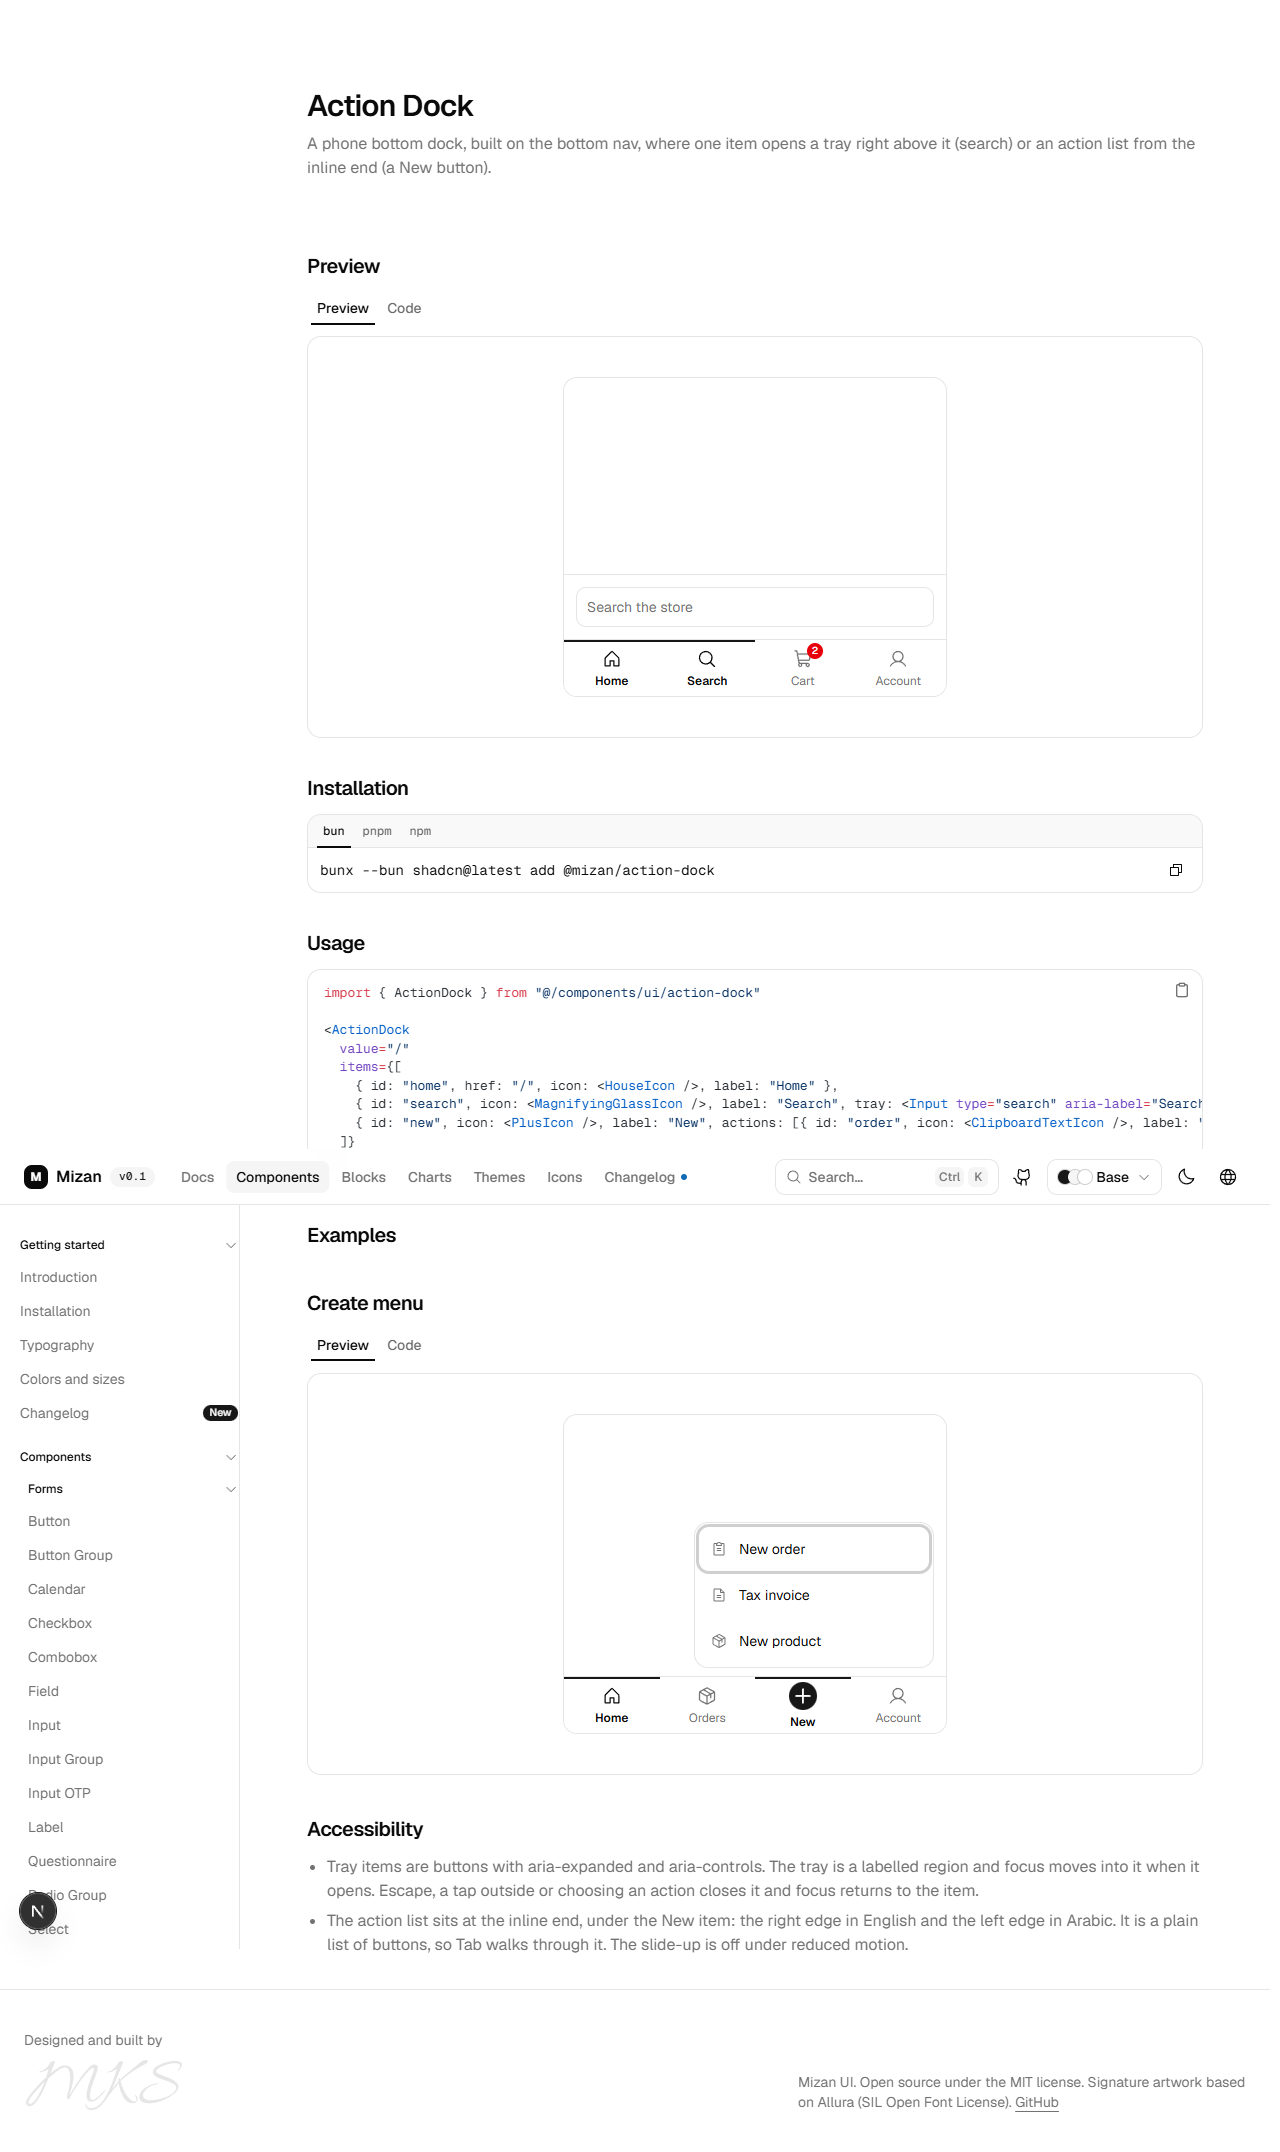 Action Dock
A phone bottom dock, built on the bottom nav, where one item opens a tray right above it (search) or an action list from the
inline end (a New button).
Preview
Preview Code
Search the store
2
Home Search Cart Account
Installation
bun pnpm npm
bunx --bun shadcn@latest add @mizan/action-dock
Usage
import { ActionDock } from "@/components/ui/action-dock"
<ActionDock
value="/"
items={[
{ id: "home", href: "/", icon: <HouseIcon />, label: "Home" },
{ id: "search", icon: <MagnifyingGlassIcon />, label: "Search", tray: <Input type="search" aria-label="Search
{ id: "new", icon: <PlusIcon />, label: "New", actions: [{ id: "order", icon: <ClipboardTextIcon />, label: "
]}
M Mizan v0.1 Docs Components Blocks Charts Themes Icons Changelog Search... Ctrl K Base
Getting started
Introduction
Installation
Typography
Colors and sizes
Changelog New
Components
Forms
Button
Button Group
Calendar
Checkbox
Combobox
Field
Input
Input Group
Input OTP
Label
Questionnaire
Radio Group
N
Select
Examples
Create menu
Preview Code
New order
Tax invoice
New product
Home Orders New Account
Accessibility
• Tray items are buttons with aria-expanded and aria-controls. The tray is a labelled region and focus moves into it when it
opens. Escape, a tap outside or choosing an action closes it and focus returns to the item.
• The action list sits at the inline end, under the New item: the right edge in English and the left edge in Arabic. It is a plain
list of buttons, so Tab walks through it. The slide-up is off under reduced motion.
Designed and built by
MKS
Mizan UI. Open source under the MIT license. Signature artwork based
on Allura (SIL Open Font License). GitHub